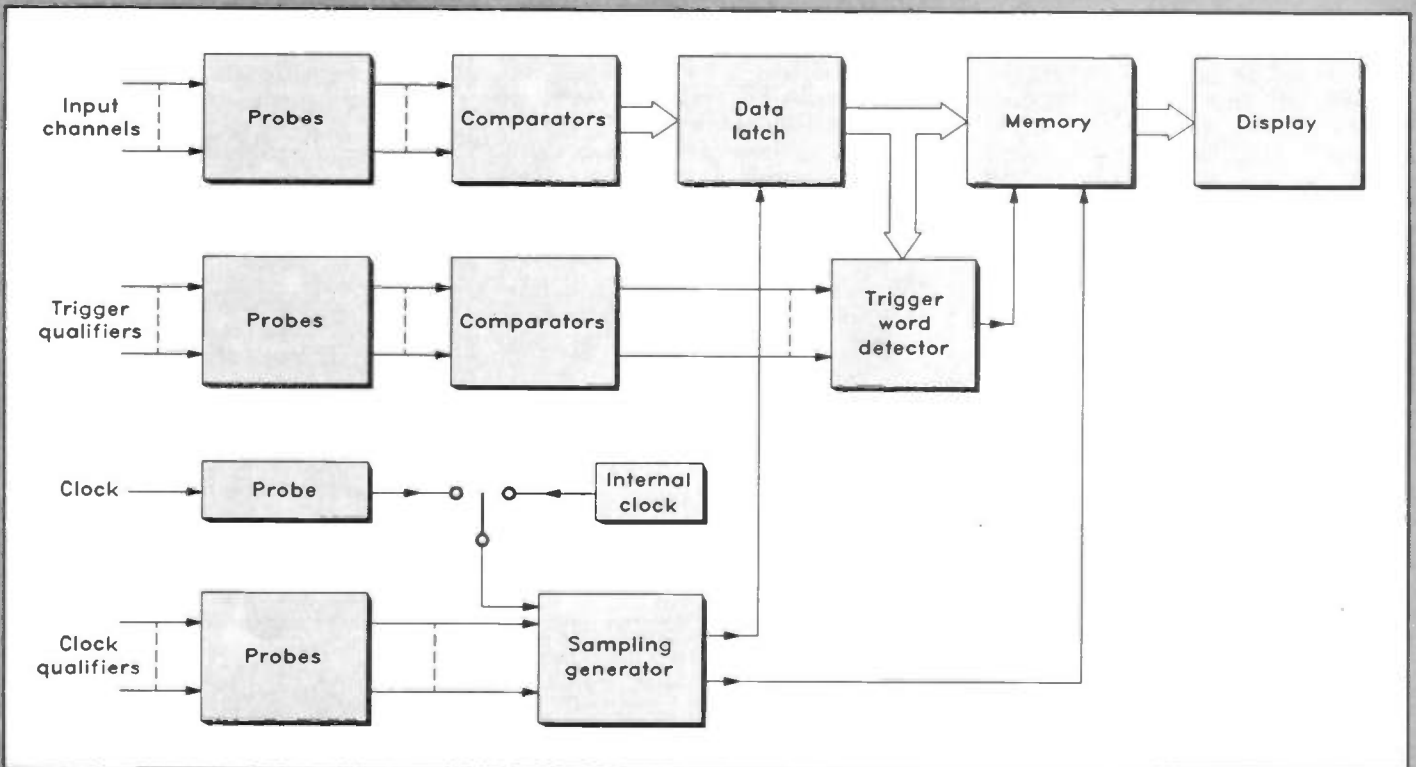 Input
channels
Probes
Comparators
Data
latch
Memory
Display
Trigger
qualifiers
Probes
Comparators
Trigger
word
detector
Clock
Probe
Internal
clock
Clock
qualifiers
Probes
Sampling
generator